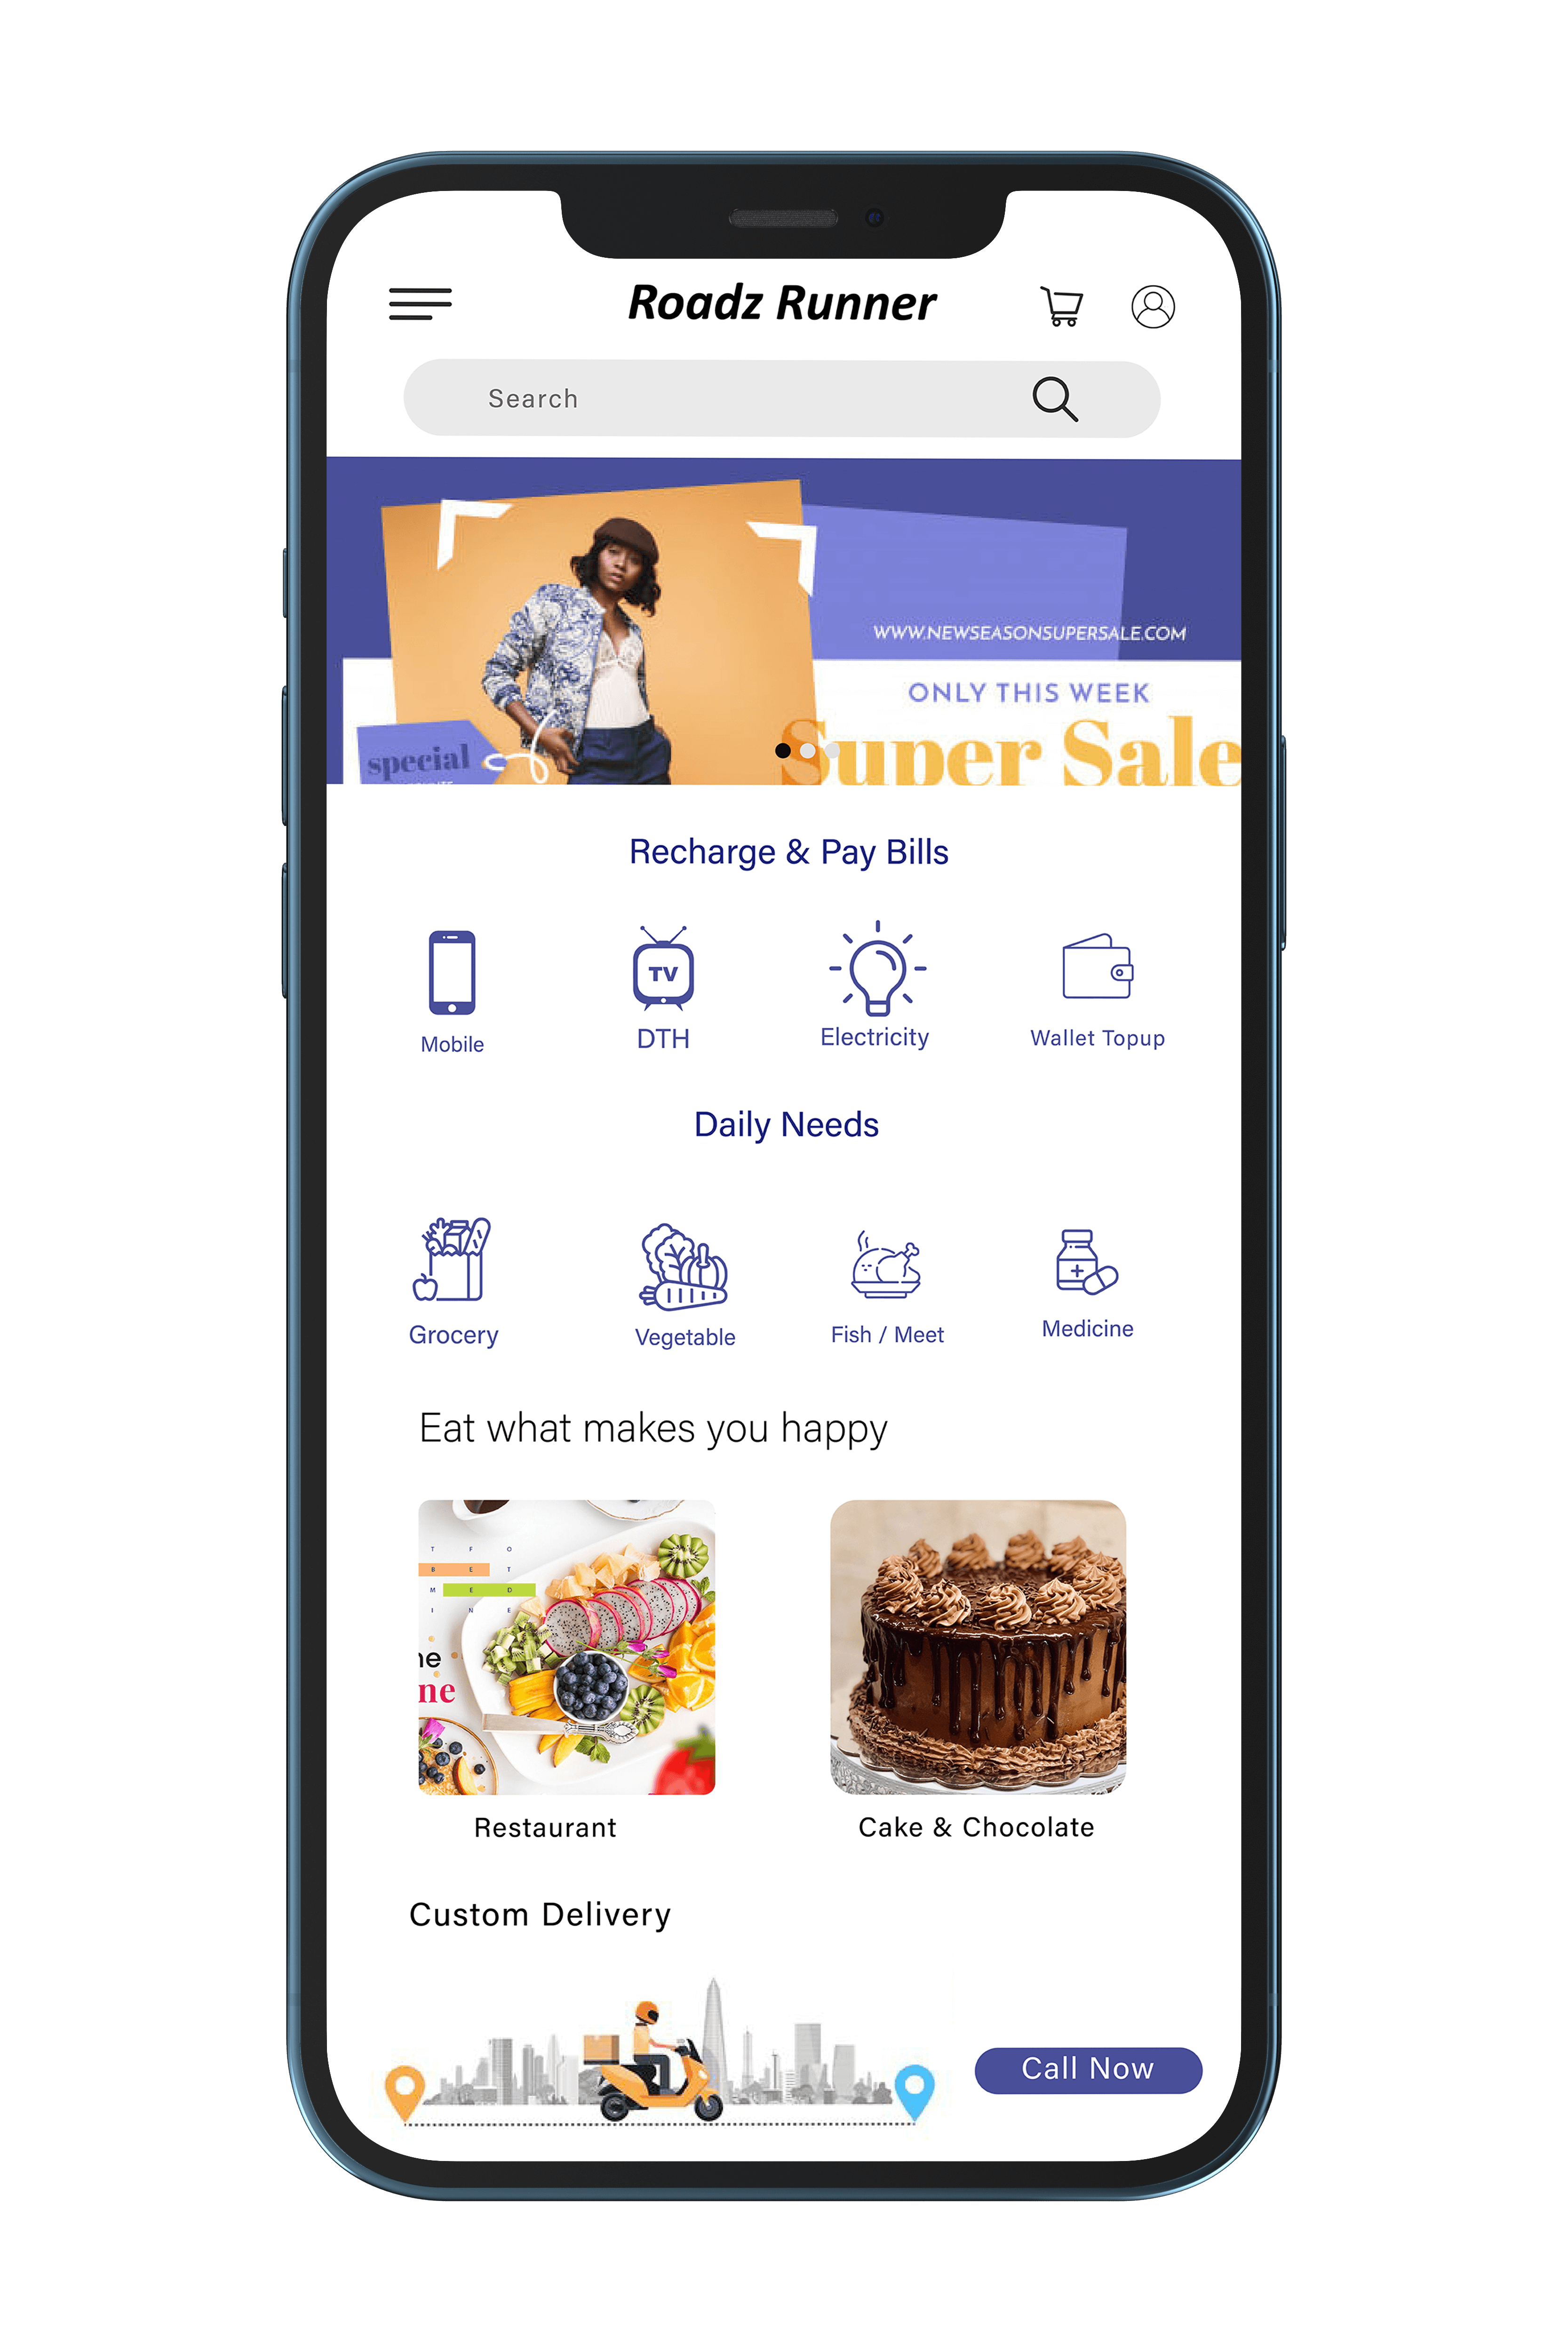 Roadz Runner
Search
WWW.NEWSEASONSUPERSALE.COM
ONLY THIS WEEK
Super Sale
special
Recharge & Pay Bills
TV
Mobile
DTH
Electricity
Wallet Topup
Daily Needs
Grocery
Vegetable
Fish / Meet
Medicine
Eat what makes you happy
T F O
B E T
M E D
I N E
ne
ne
Restaurant
Cake & Chocolate
Custom Delivery
Call Now